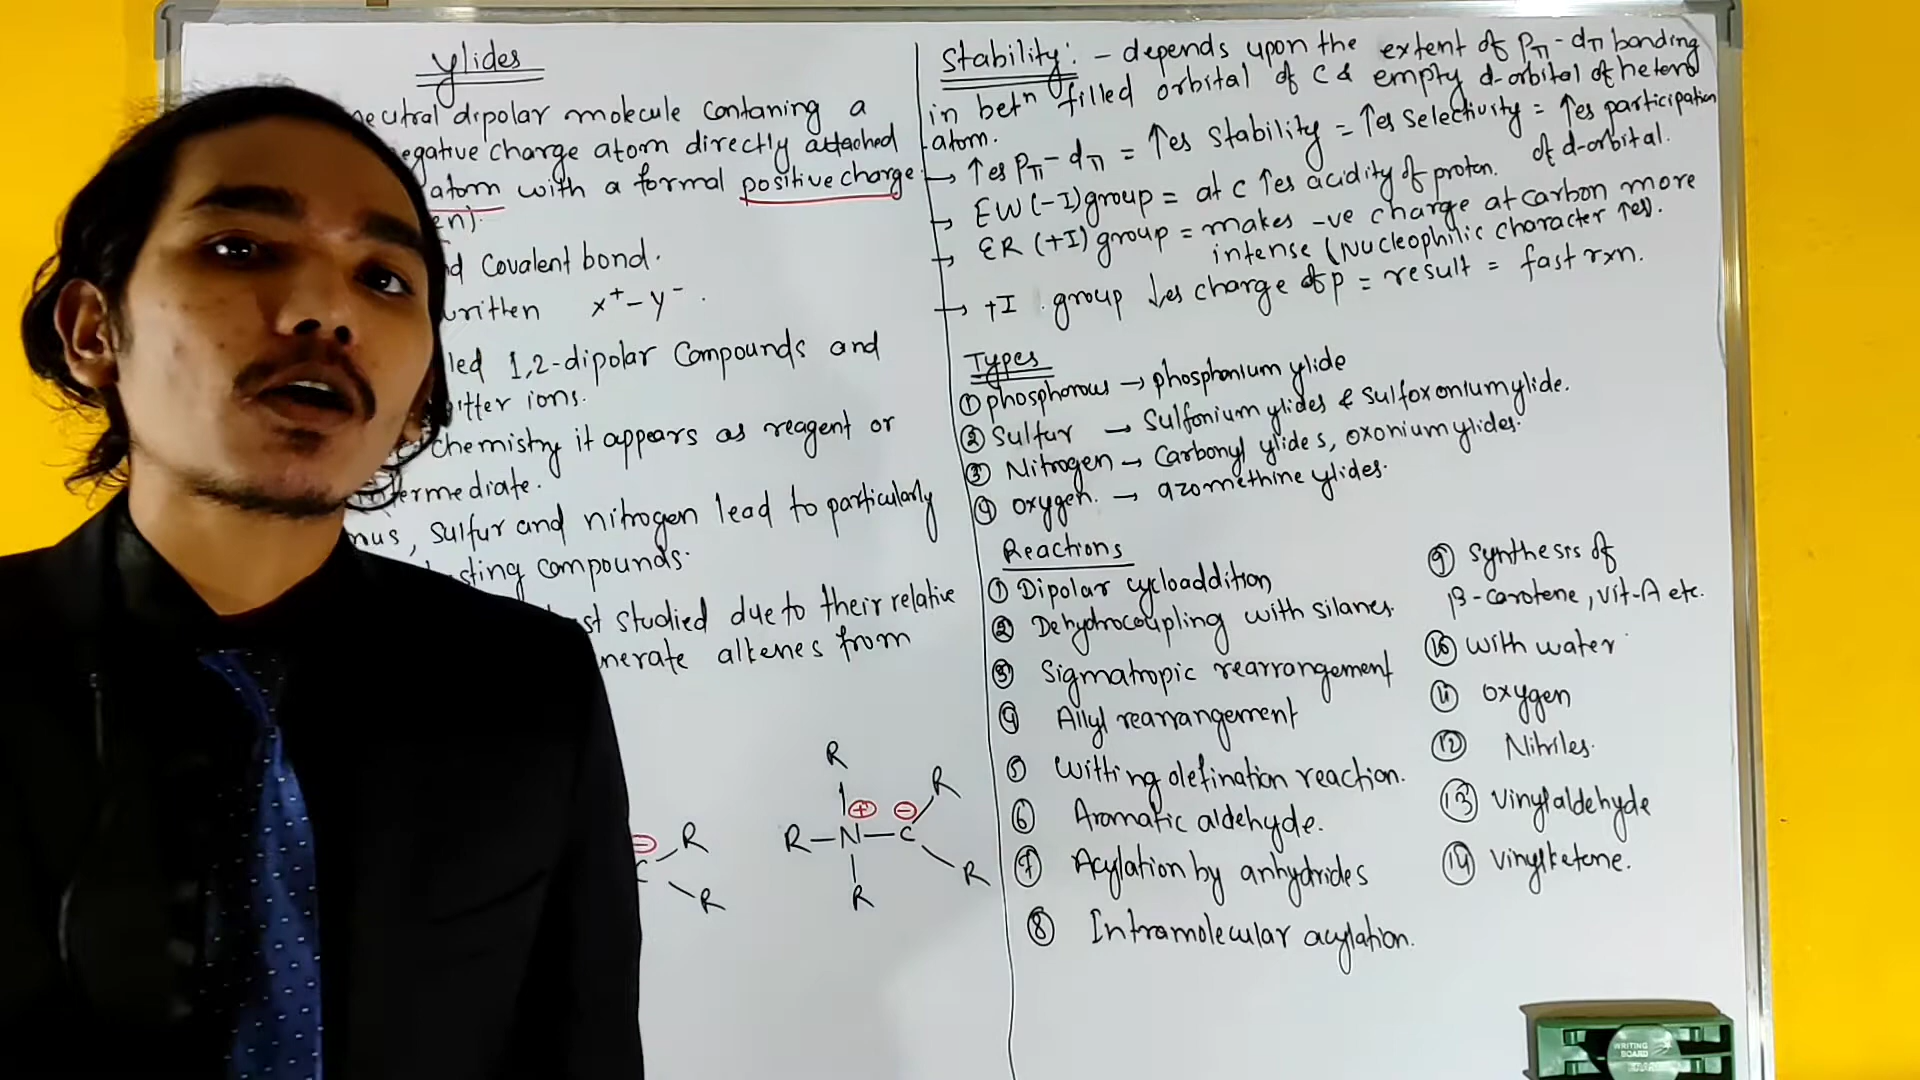 ylides
neutral dipolar molecule contaning a
egative charge atom directly attached
atom with a formal positive charge
en).
d covalent bond.
written x⁺-y⁻.
led 1,2-dipolar compounds and
itter ions.
chemistry it appears as reagent or
ntermediate.
rus, sulfur and nitrogen lead to particularly
sting compounds.
st studied due to their relative
nerate alkenes from
⊖ R
C
R
R
⊕ ⊖ R
R-N-C
R R
Stability: - depends upon the extent of pπ-dπ bonding
in betⁿ filled orbital of C & empty d-orbital of hetero
atom.
→ ↑es pπ-dπ = ↑es stability = ↑es selectivity = ↑es participation
of d-orbital.
→ EW(-I) group = at C ↑es acidity of proton.
→ ER (+I) group = makes -ve charge at carbon more
intense (Nucleophilic character ↑es).
→ +I group ↓es charge of p = result = fast rxn.
Types
① phosphorous → phosphonium ylide
② Sulfur → Sulfonium ylides & sulfoxonium ylide.
③ Nitrogen → Carbonyl ylides, oxonium ylides.
④ oxygen. → azomethine ylides.
Reactions
① Dipolar cycloaddition
② Dehydrocoupling with silanes.
③ Sigmatropic rearrangement
④ Allyl rearrangement
⑤ Witting olefination reaction.
⑥ Aromatic aldehyde.
⑦ Acylation by anhydrides
⑧ Intramolecular acylation.
⑨ Synthesis of
β-carotene, Vit-A etc.
⑩ with water
⑪ oxygen
⑫ Nitriles.
⑬ Vinylaldehyde
⑭ Vinylketone.
WRITING
BOARD